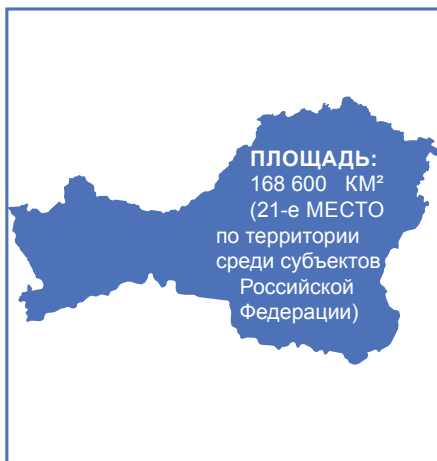 ПЛОЩАДЬ:
168 600 КМ²
(21-е МЕСТО
по территории
среди субъектов
Российской
Федерации)